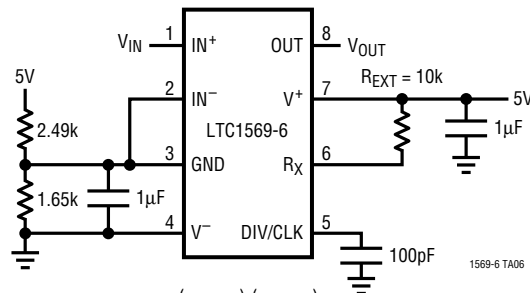 1
V_IN
IN+
OUT
8
V_OUT
R_EXT = 10k
5V
2
IN−
V+
7
5V
2.49k
LTC1569-6
1µF
3
GND
R_X
6
1.65k
1µF
4
V−
DIV/CLK
5
100pF
1569-6 TA06